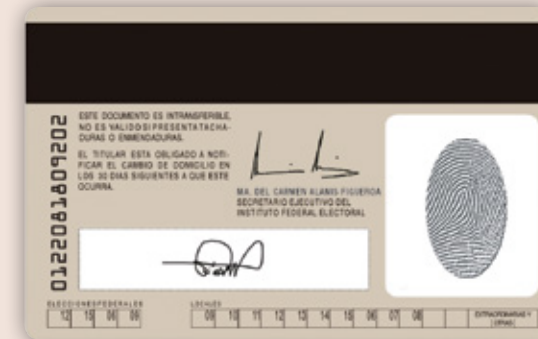 0122081809202
ESTE DOCUMENTO ES INTRANSFERIBLE,
NO ES VALIDO SI PRESENTA TACHA-
DURAS O ENMENDADURAS.
EL TITULAR ESTA OBLIGADO A NOTI-
FICAR EL CAMBIO DE DOMICILIO EN
LOS 30 DIAS SIGUIENTES A QUE ESTE
OCURRA.
MA. DEL CARMEN ALANIS FIGUEROA
SECRETARIO EJECUTIVO DEL
INSTITUTO FEDERAL ELECTORAL
ELECCIONES FEDERALES
12 15 06 09
LOCALES
09 10 11 12 13 14 15 16 06 07 08
EXTRAORDINARIAS Y
OTRAS